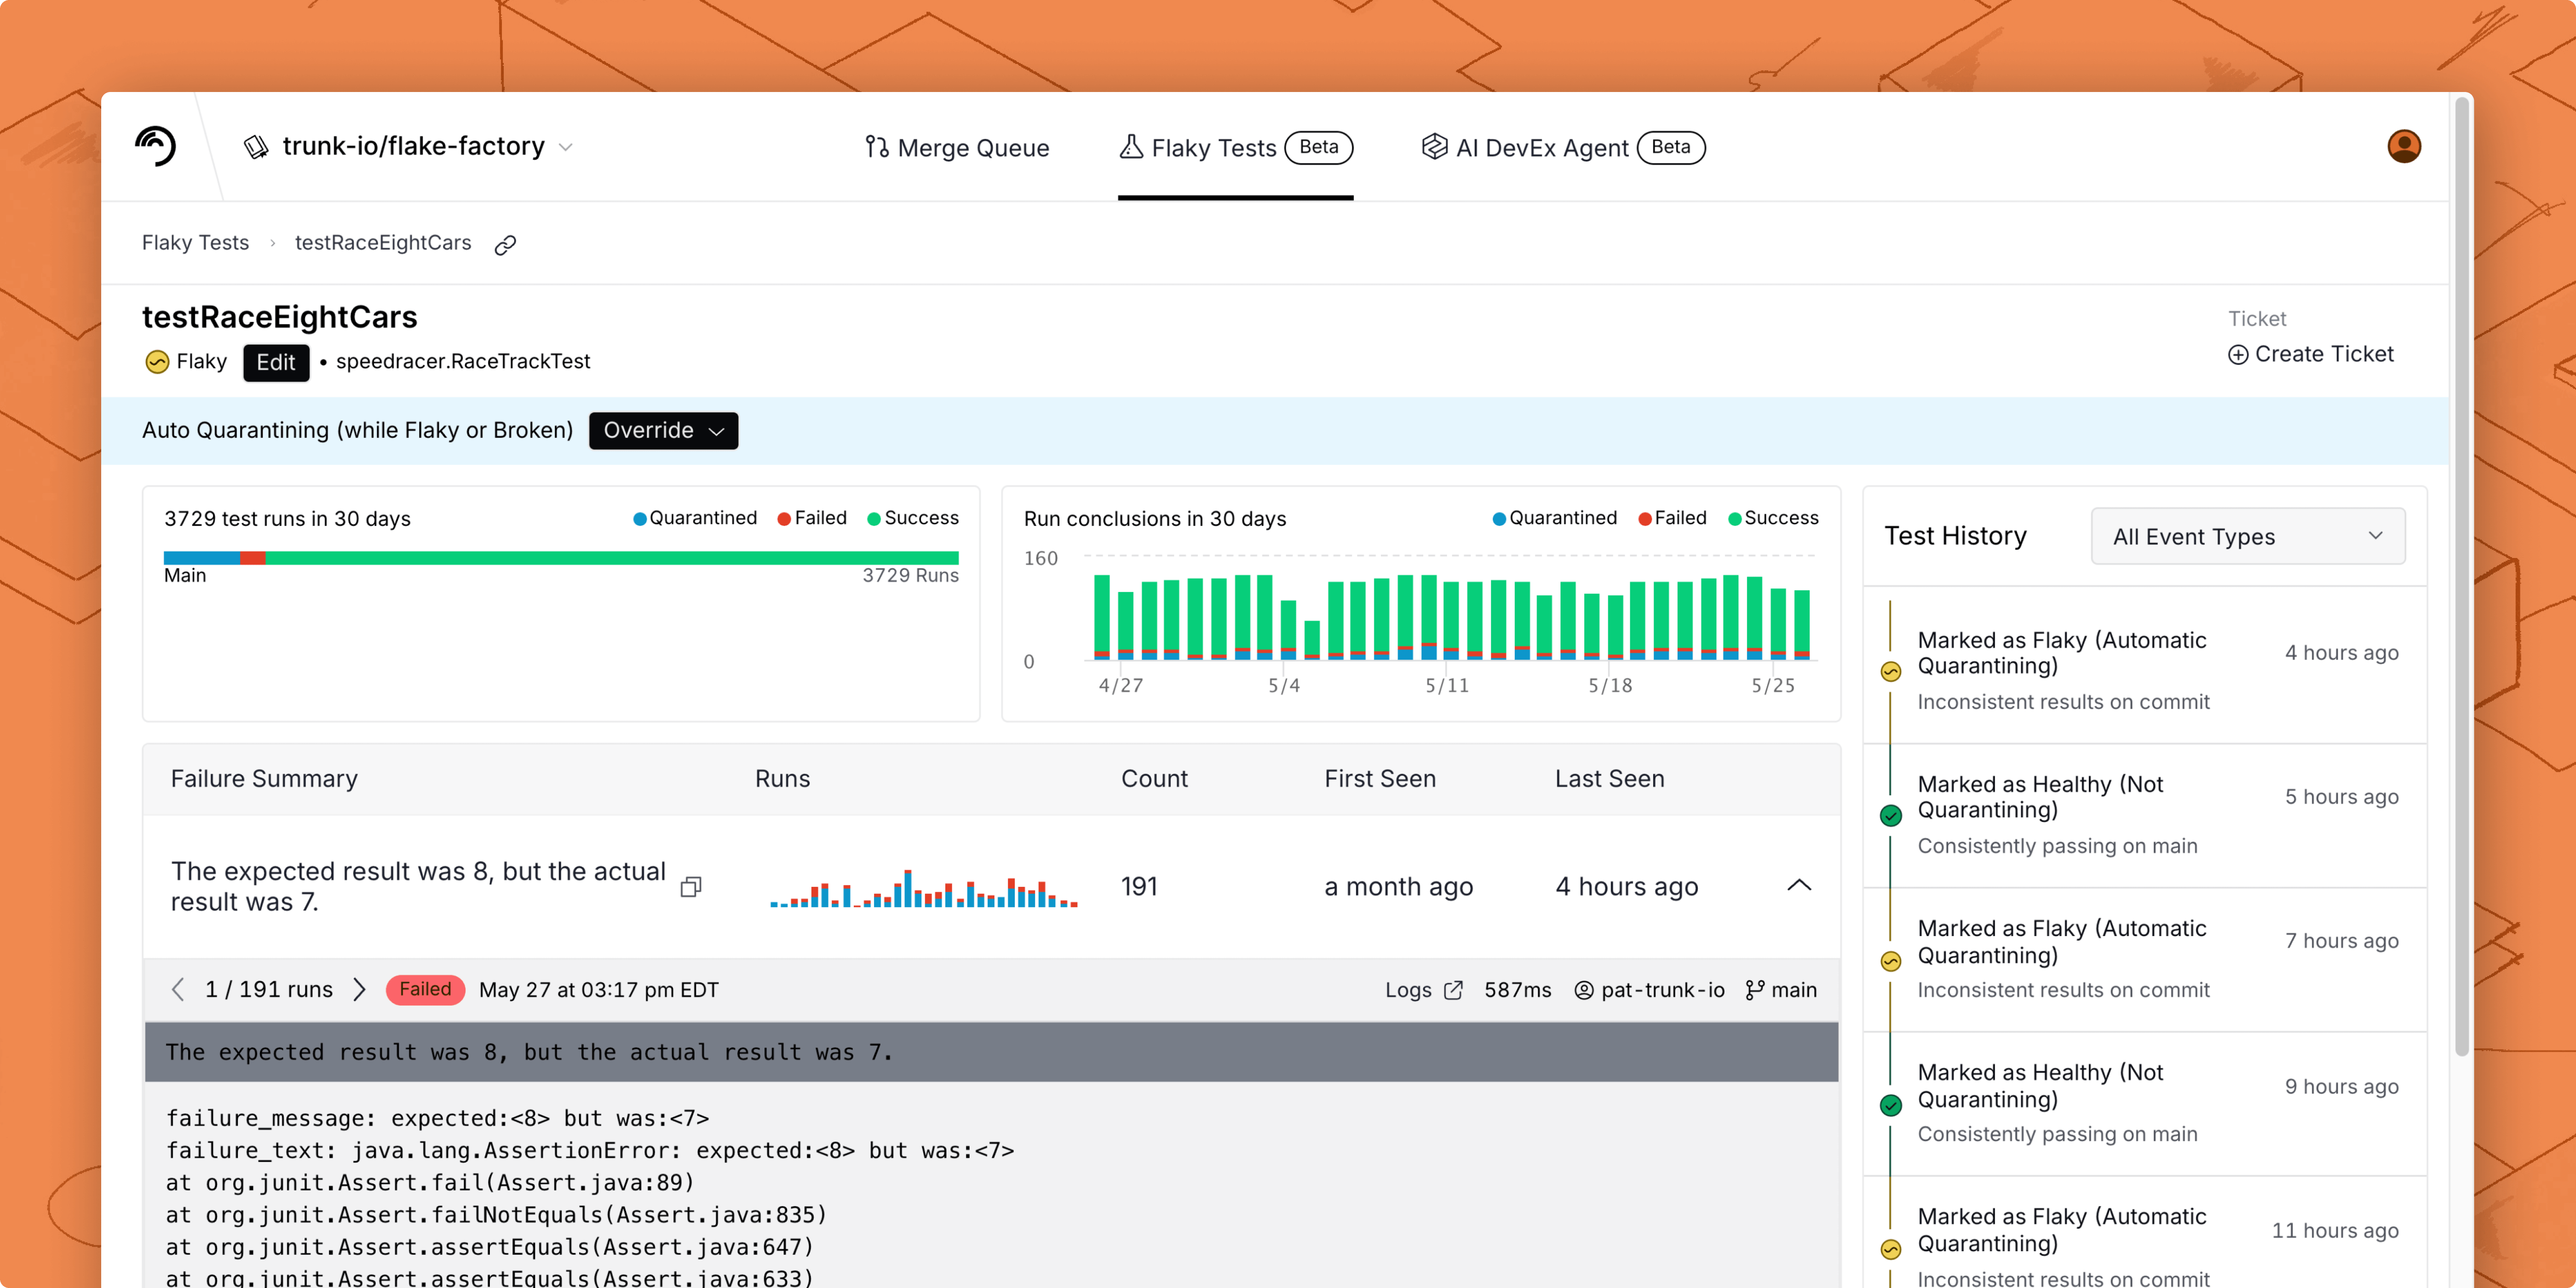 trunk-io/flake-factory
Merge Queue
Flaky Tests Beta
AI DevEx Agent Beta
Flaky Tests › testRaceEightCars
testRaceEightCars
Flaky Edit • speedracer.RaceTrackTest
Ticket
Create Ticket
Auto Quarantining (while Flaky or Broken) Override
3729 test runs in 30 days
Quarantined Failed Success
Main
3729 Runs
Run conclusions in 30 days
Quarantined Failed Success
160
0
4/27 5/4 5/11 5/18 5/25
Failure Summary Runs Count First Seen Last Seen
The expected result was 8, but the actual
result was 7.
191 a month ago 4 hours ago
1 / 191 runs Failed May 27 at 03:17 pm EDT
Logs 587ms pat-trunk-io main
The expected result was 8, but the actual result was 7.
failure_message: expected:<8> but was:<7>
failure_text: java.lang.AssertionError: expected:<8> but was:<7>
at org.junit.Assert.fail(Assert.java:89)
at org.junit.Assert.failNotEquals(Assert.java:835)
at org.junit.Assert.assertEquals(Assert.java:647)
at org.junit.Assert.assertEquals(Assert.java:633)
Test History
All Event Types
Marked as Flaky (Automatic
Quarantining)
4 hours ago
Inconsistent results on commit
Marked as Healthy (Not
Quarantining)
5 hours ago
Consistently passing on main
Marked as Flaky (Automatic
Quarantining)
7 hours ago
Inconsistent results on commit
Marked as Healthy (Not
Quarantining)
9 hours ago
Consistently passing on main
Marked as Flaky (Automatic
Quarantining)
11 hours ago
Inconsistent results on commit